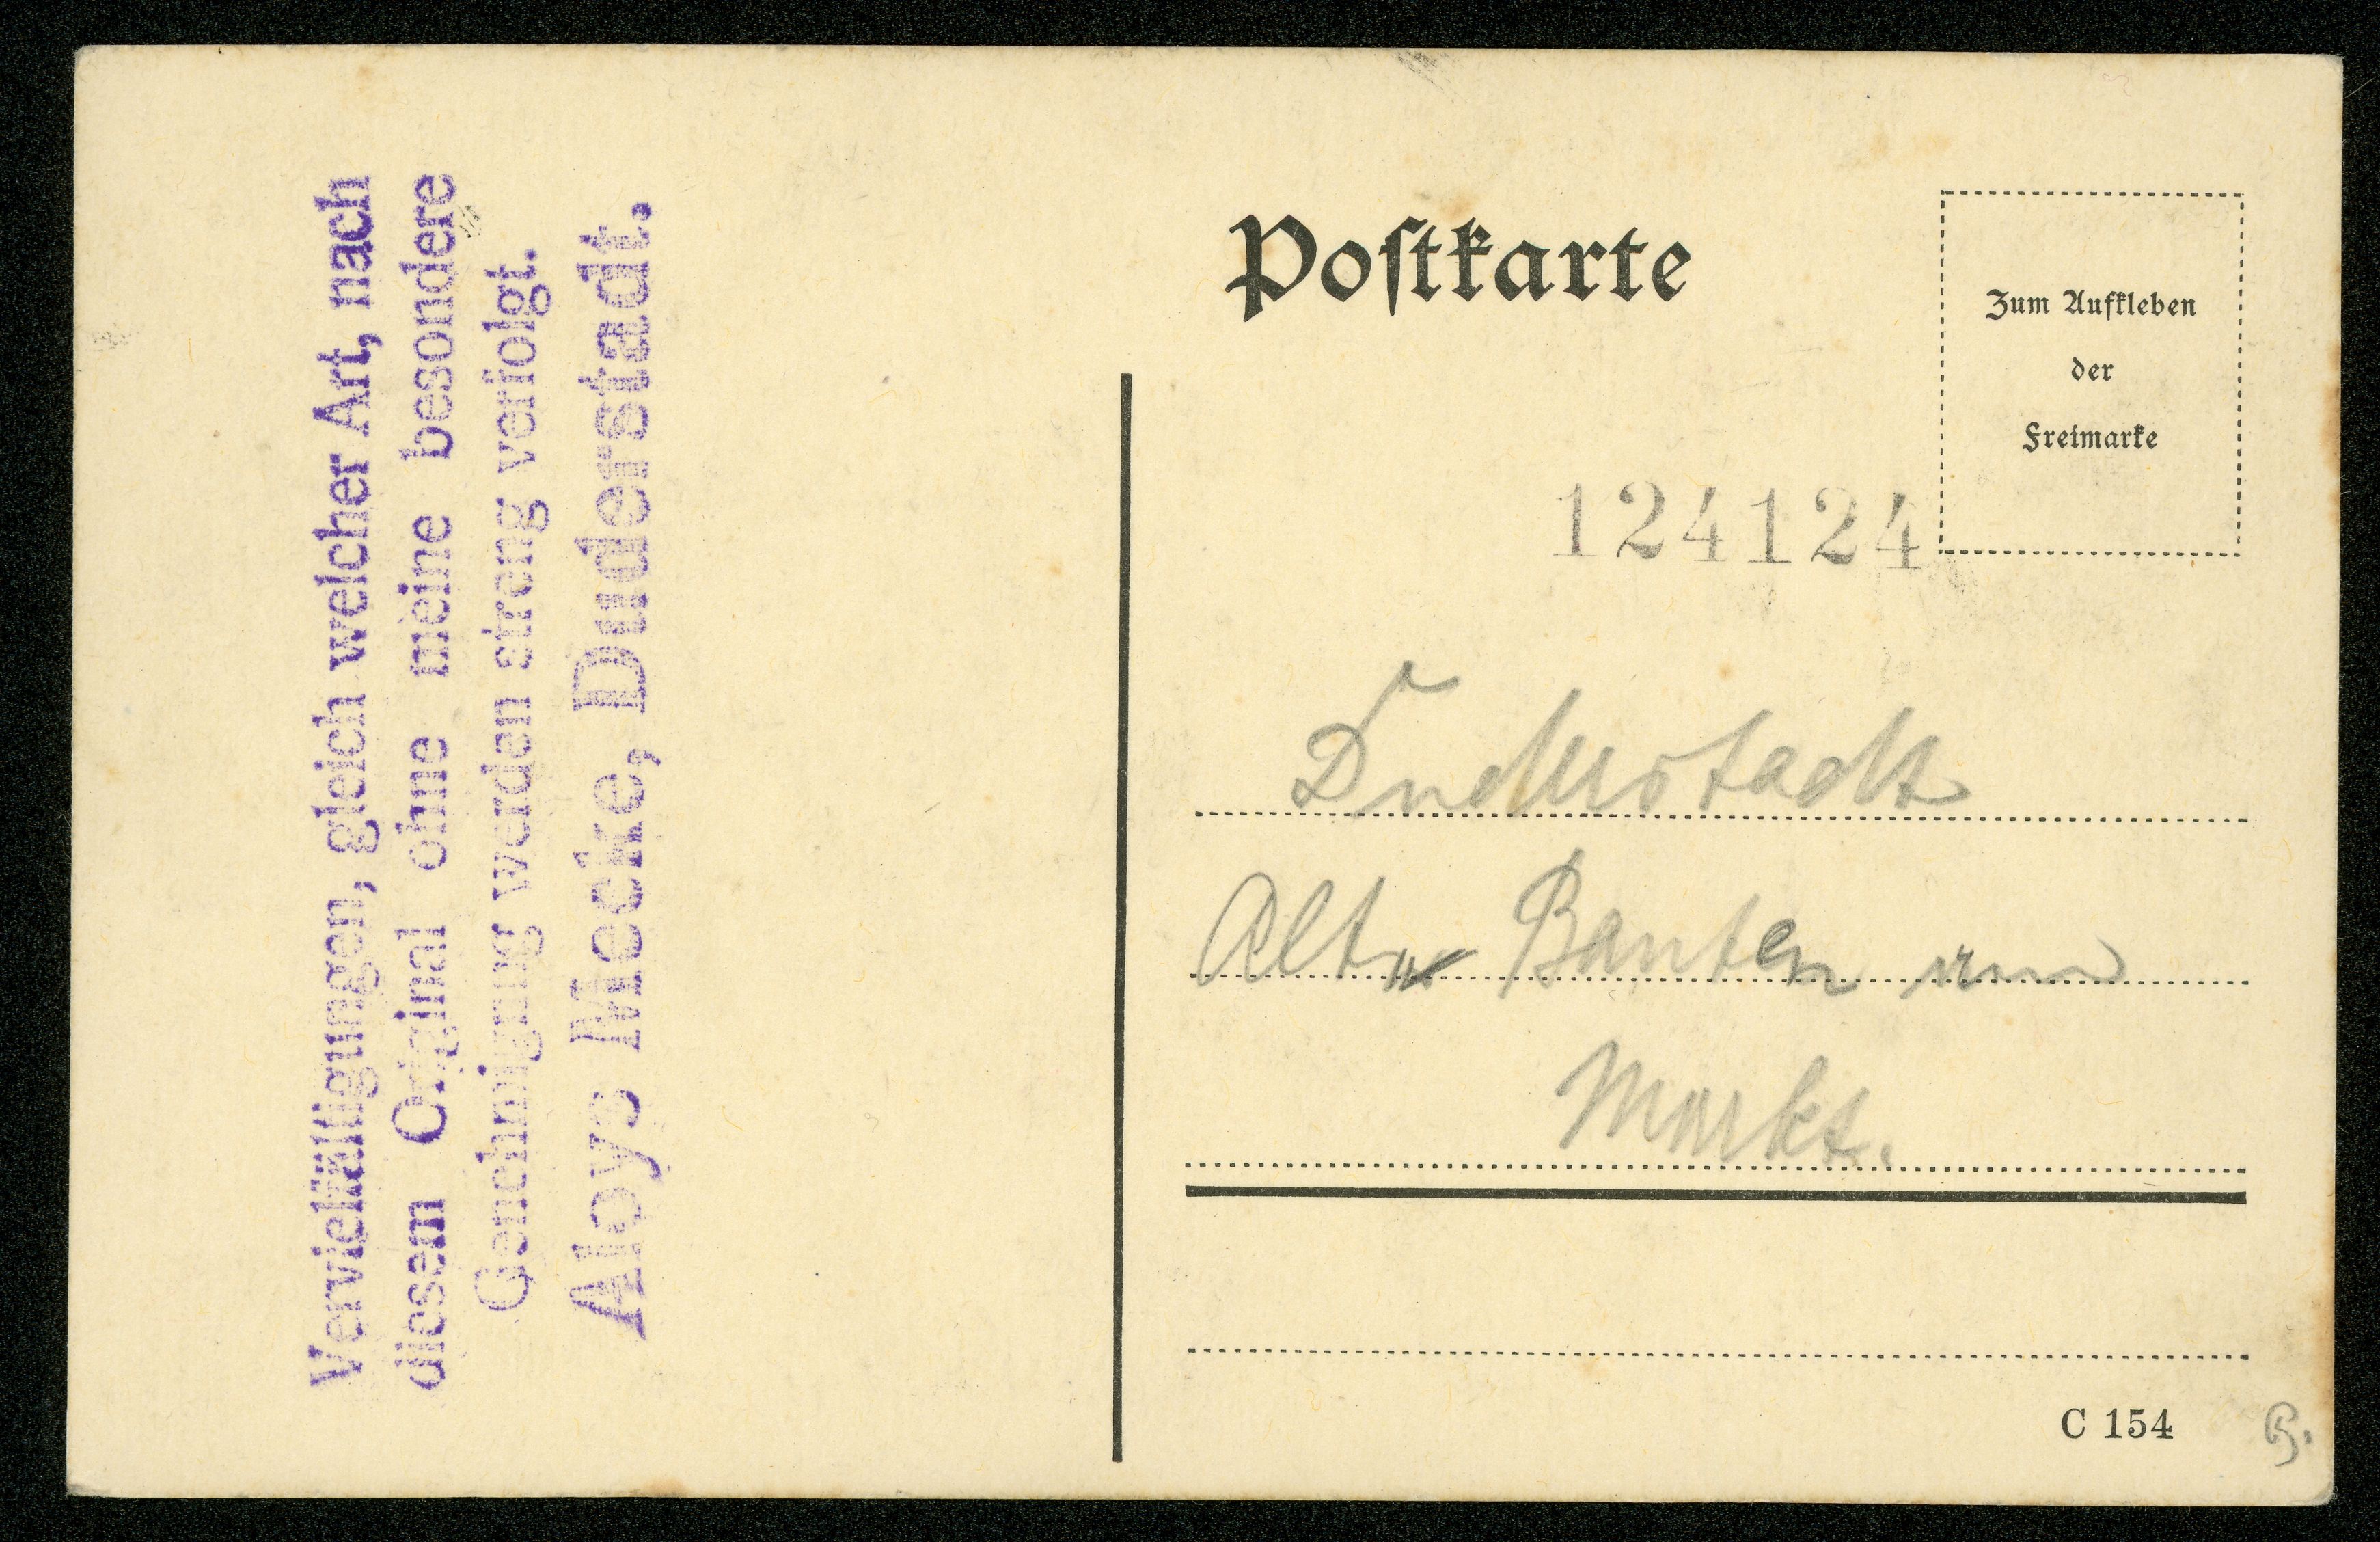 Vervielfältigungen, gleich welcher Art, nach
diesem Original ohne meine besondere
Genehmigung werden streng verfolgt.
Aloys Mecke, Duderstadt.
Postkarte
Zum Aufkleben
der
Freimarke
124124
Duderstadt
Alte Bauten am
Markt.
C 154
B.